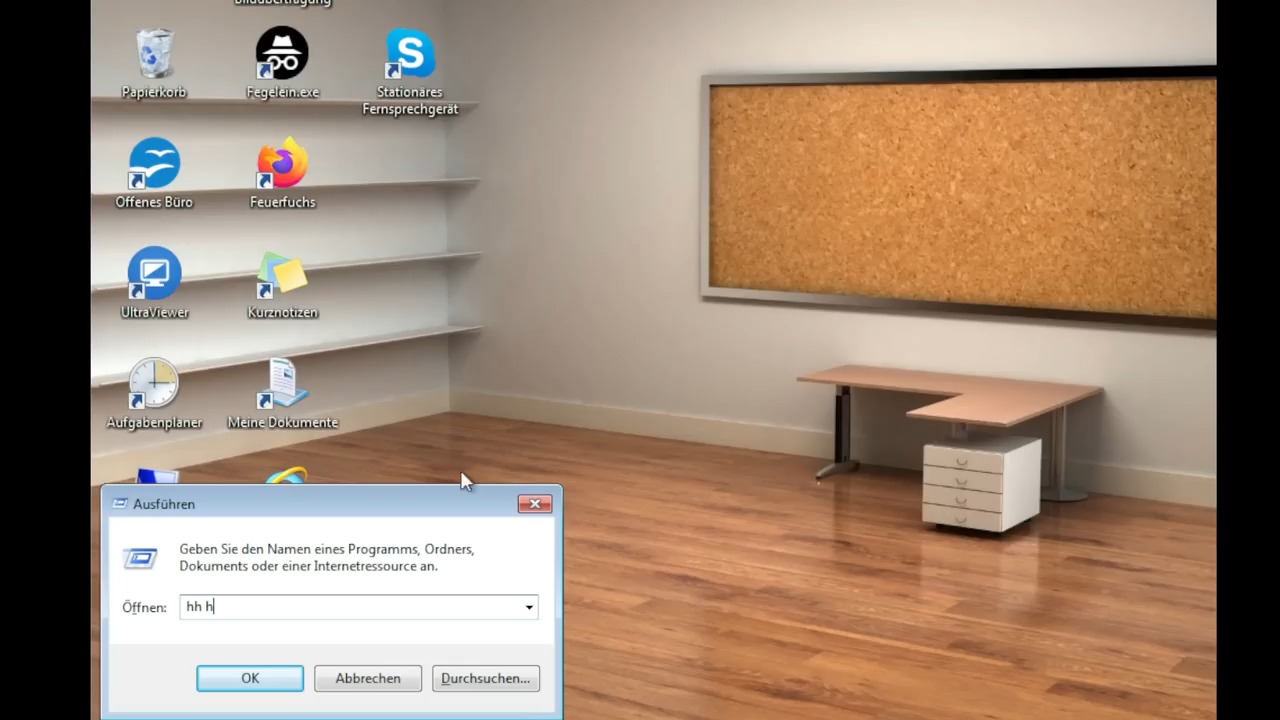 Bildübertragung
Papierkorb
Fegelein.exe
Stationäres
Fernsprechgerät
Offenes Büro
Feuerfuchs
UltraViewer
Kurznotizen
Aufgabenplaner
Meine Dokumente
Ausführen
Geben Sie den Namen eines Programms, Ordners,
Dokuments oder einer Internetressource an.
Öffnen:
hh h
OK
Abbrechen
Durchsuchen...